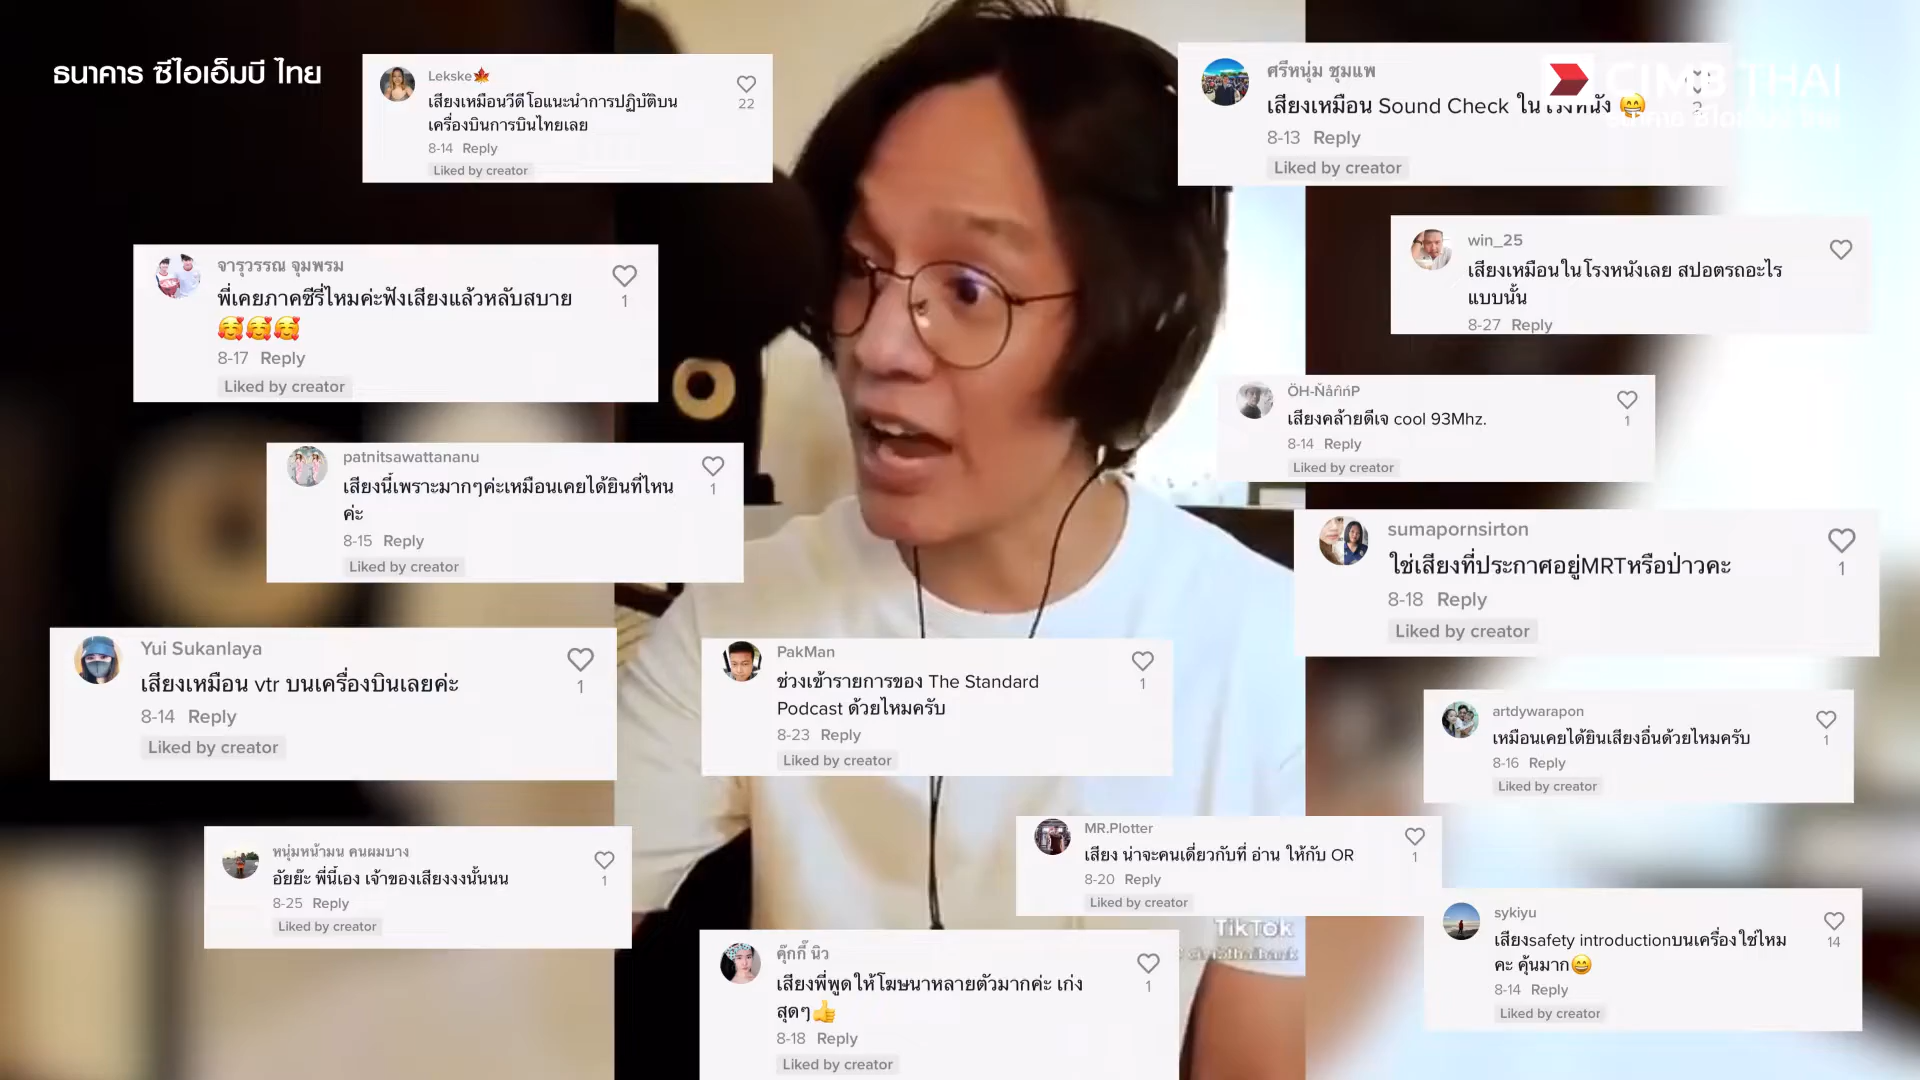 ธนาคาร ซีไอเอ็มบี ไทย
CIMB THAI
Lekske🍁
เสียงเหมือนวีดีโอแนะนำการปฏิบัติบน
เครื่องบินการบินไทยเลย
22
8-14 Reply
Liked by creator
ศรีหนุ่ม ชุมแพ
เสียงเหมือน Sound Check ในโรงหนัง 😁
8-13 Reply
Liked by creator
จารุวรรณ จุมพรม
พี่เคยภาคซีรี่ไหมค่ะฟังเสียงแล้วหลับสบาย
🥰🥰🥰
1
8-17 Reply
Liked by creator
win_25
เสียงเหมือนในโรงหนังเลย สปอตรถอะไร
แบบนั้น
8-27 Reply
ÖH-ŇåŕîńP
เสียงคล้ายดีเจ cool 93Mhz.
1
8-14 Reply
Liked by creator
patnitsawattananu
เสียงนี้เพราะมากๆค่ะเหมือนเคยได้ยินที่ไหน
ค่ะ
1
8-15 Reply
Liked by creator
sumapornsirton
ใช่เสียงที่ประกาศอยู่MRTหรือป่าวคะ
1
8-18 Reply
Liked by creator
Yui Sukanlaya
เสียงเหมือน vtr บนเครื่องบินเลยค่ะ
1
8-14 Reply
Liked by creator
PakMan
ช่วงเข้ารายการของ The Standard
Podcast ด้วยไหมครับ
1
8-23 Reply
Liked by creator
artdywarapon
เหมือนเคยได้ยินเสียงอื่นด้วยไหมครับ
1
8-16 Reply
Liked by creator
หนุ่มหน้ามน คนผมบาง
อัยย๊ะ พี่นี้เอง เจ้าของเสียงงงนั้นนน
1
8-25 Reply
Liked by creator
MR.Plotter
เสียง น่าจะคนเดี่ยวกับที่ อ่าน ให้กับ OR
1
8-20 Reply
Liked by creator
TikTok
คุ๊กกี๊ นิว
เสียงพี่พูดให้โฆษนาหลายตัวมากค่ะ เก่ง
สุดๆ👍
1
8-18 Reply
Liked by creator
sykiyu
เสียงsafety introductionบนเครื่องใช่ไหม
คะ คุ้นมาก😄
14
8-14 Reply
Liked by creator